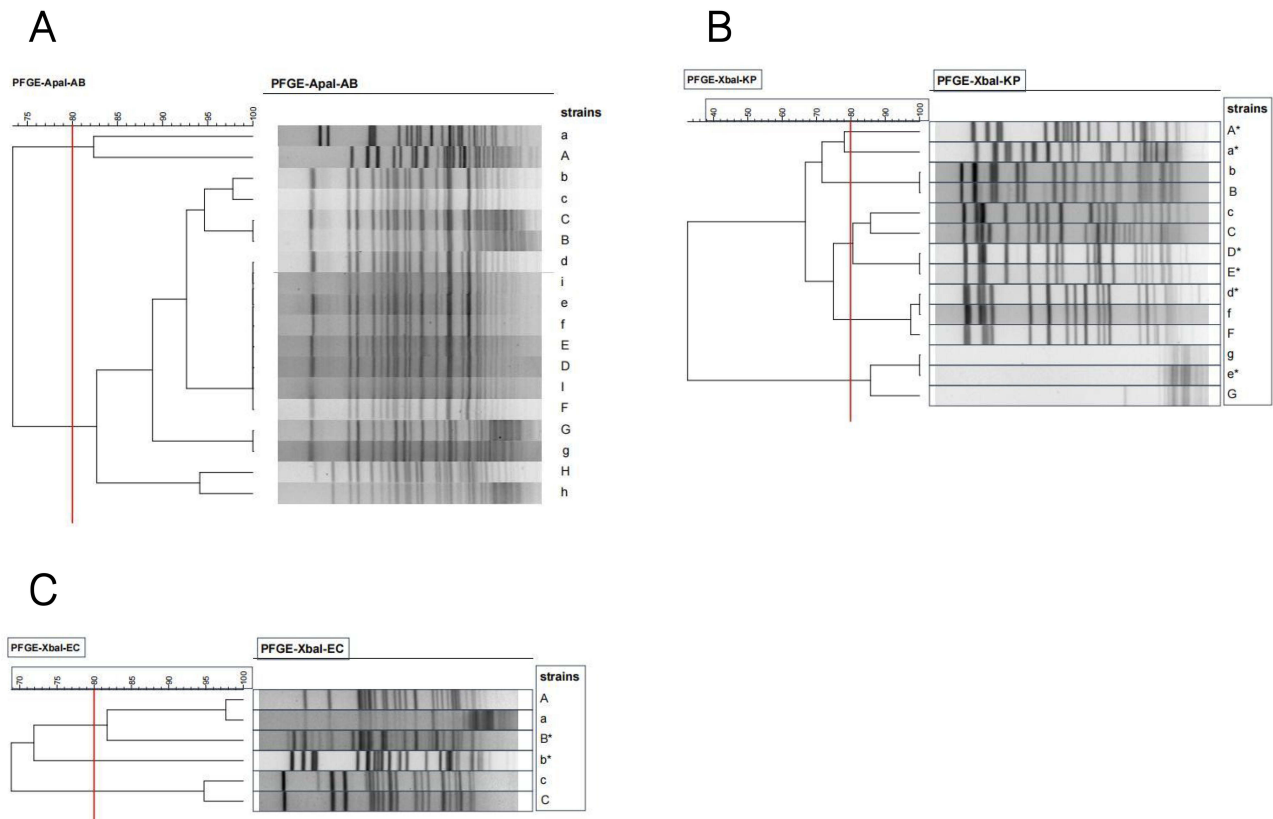 A
PFGE-ApaI-AB
PFGE-ApaI-AB
75 80 85 90 95 100
strains
a
A
b
c
C
B
d
i
e
f
E
D
I
F
G
g
H
h
B
PFGE-XbaI-KP
PFGE-XbaI-KP
40 50 60 70 80 90 100
strains
A*
a*
b
B
c
C
D*
E*
d*
f
F
g
e*
G
C
PFGE-XbaI-EC
PFGE-XbaI-EC
70 75 80 85 90 95 100
strains
A
a
B*
b*
c
C